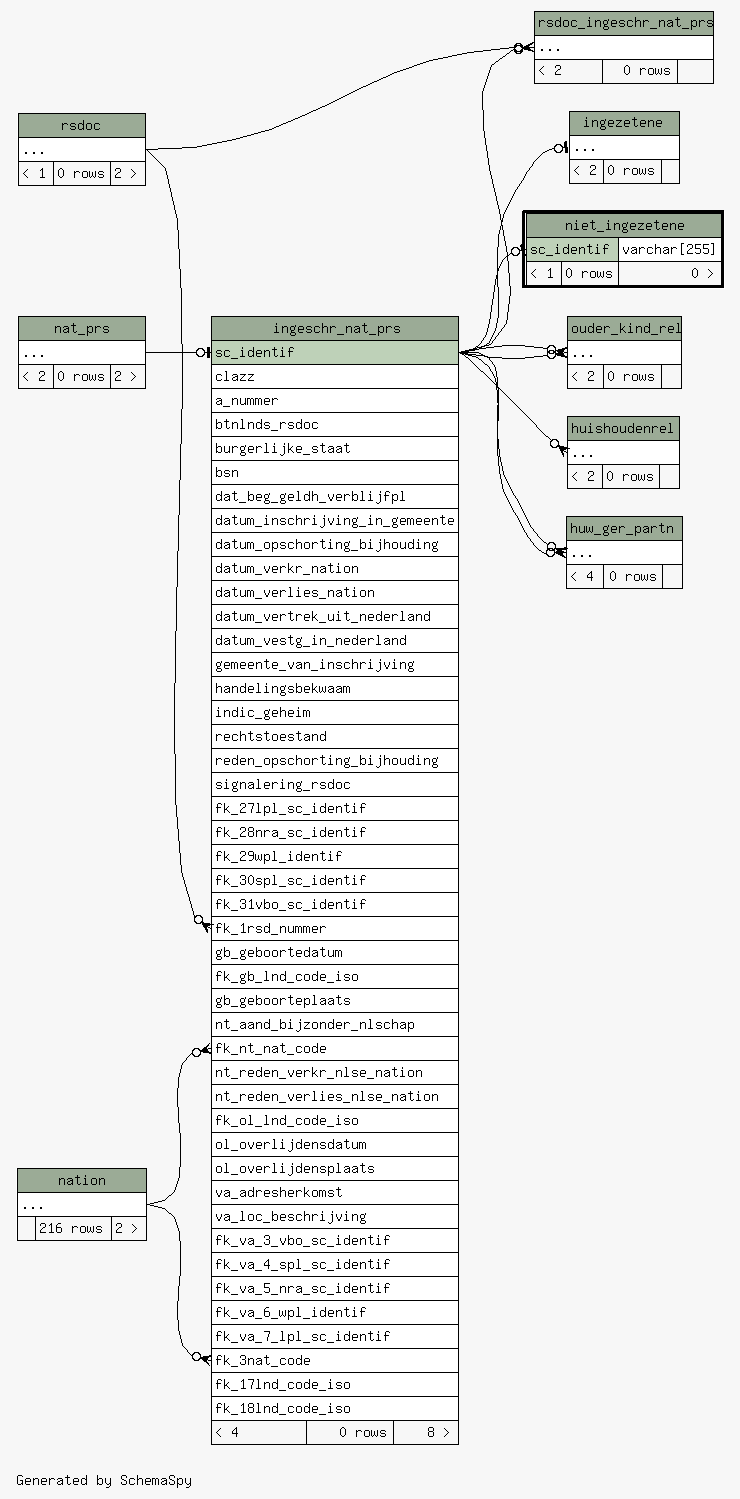 rsdoc_ingeschr_nat_prs
...
< 2 0 rows
rsdoc
...
< 1 0 rows 2 >
ingezetene
...
< 2 0 rows
niet_ingezetene
sc_identif varchar[255]
< 1 0 rows 0 >
nat_prs
...
< 2 0 rows 2 >
ouder_kind_rel
...
< 2 0 rows
huishoudenrel
...
< 2 0 rows
huw_ger_partn
...
< 4 0 rows
ingeschr_nat_prs
sc_identif
clazz
a_nummer
btnlnds_rsdoc
burgerlijke_staat
bsn
dat_beg_geldh_verblijfpl
datum_inschrijving_in_gemeente
datum_opschorting_bijhouding
datum_verkr_nation
datum_verlies_nation
datum_vertrek_uit_nederland
datum_vestg_in_nederland
gemeente_van_inschrijving
handelingsbekwaam
indic_geheim
rechtstoestand
reden_opschorting_bijhouding
signalering_rsdoc
fk_27lpl_sc_identif
fk_28nra_sc_identif
fk_29wpl_identif
fk_30spl_sc_identif
fk_31vbo_sc_identif
fk_1rsd_nummer
gb_geboortedatum
fk_gb_lnd_code_iso
gb_geboorteplaats
nt_aand_bijzonder_nlschap
fk_nt_nat_code
nt_reden_verkr_nlse_nation
nt_reden_verlies_nlse_nation
fk_ol_lnd_code_iso
ol_overlijdensdatum
ol_overlijdensplaats
va_adresherkomst
va_loc_beschrijving
fk_va_3_vbo_sc_identif
fk_va_4_spl_sc_identif
fk_va_5_nra_sc_identif
fk_va_6_wpl_identif
fk_va_7_lpl_sc_identif
fk_3nat_code
fk_17lnd_code_iso
fk_18lnd_code_iso
< 4 0 rows 8 >
nation
...
216 rows 2 >
Generated by SchemaSpy